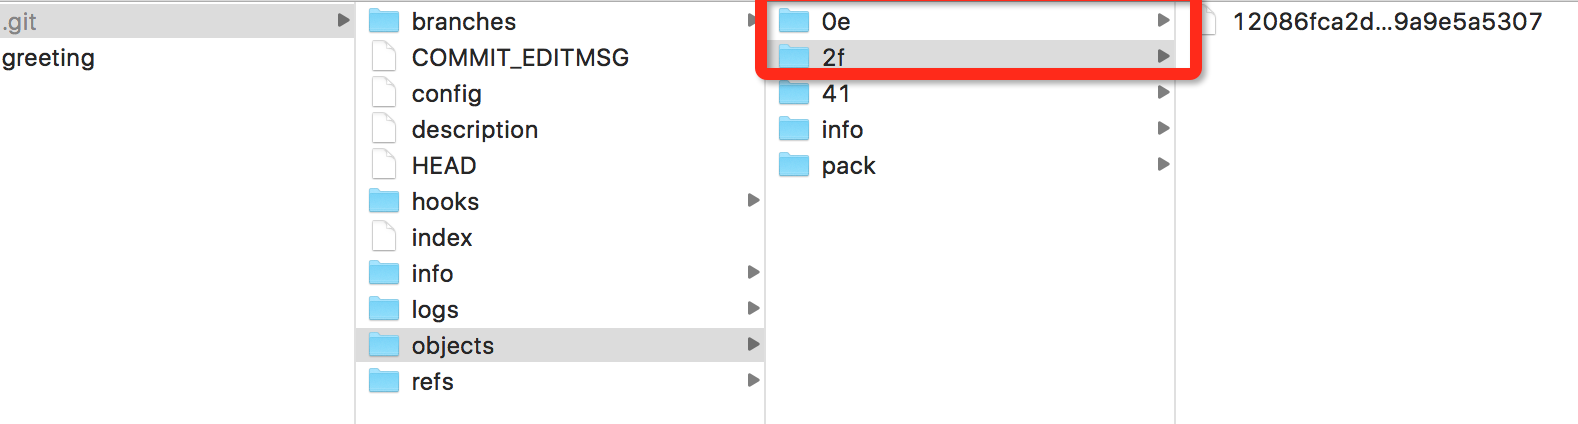 .git
greeting
branches
COMMIT_EDITMSG
config
description
HEAD
hooks
index
info
logs
objects
refs
0e
2f
41
info
pack
12086fca2d...9a9e5a5307